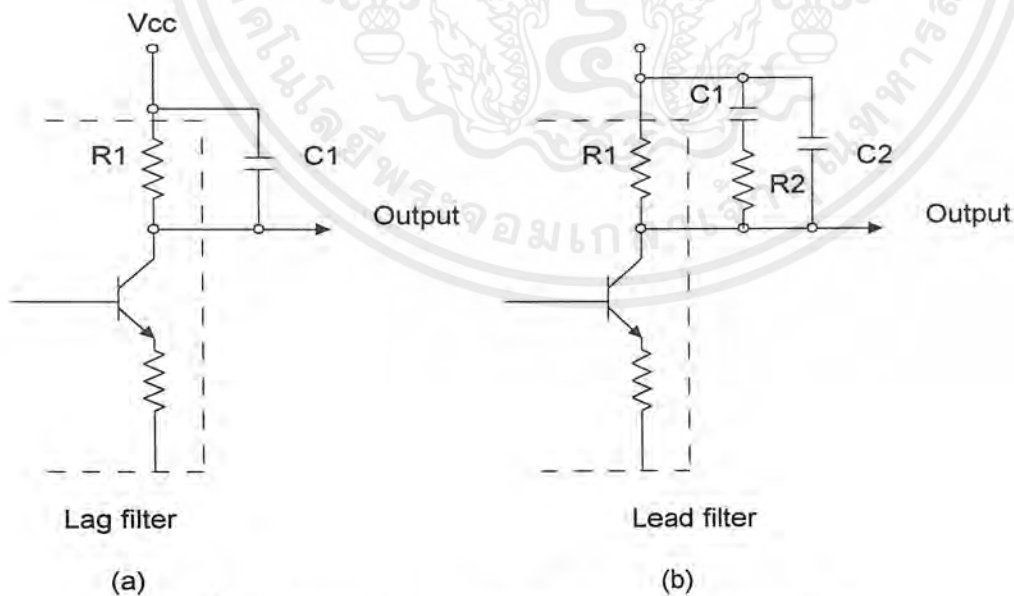 Vcc
R1
C1
Output
Lag filter
(a)
R1
C1
R2
C2
Output
Lead filter
(b)